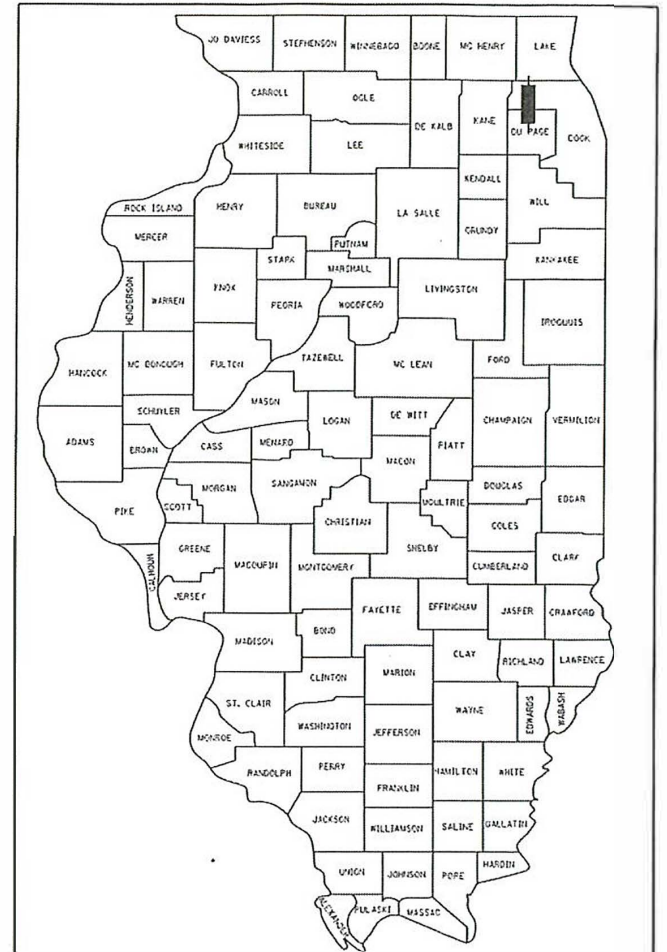 JO DAVIESS
STEPHENSON
WINNEBAGO
BOONE
MC HENRY
LAKE
CARROLL
OGLE
DE KALB
KANE
DU PAGE
COOK
WHITESIDE
LEE
KENDALL
WILL
ROCK ISLAND
HENRY
BUREAU
LA SALLE
GRUNDY
MERCER
PUTNAM
STARK
MARSHALL
KANKAKEE
HENDERSON
WARREN
KNOX
PEORIA
WOODFORD
LIVINGSTON
IROQUOIS
HANCOCK
MC DONOUGH
FULTON
TAZEWELL
MC LEAN
FORD
MASON
SCHUYLER
LOGAN
DE WITT
CHAMPAIGN
VERMILION
ADAMS
BROWN
CASS
MENARD
PIATT
MACON
PIKE
SCOTT
MORGAN
SANGAMON
DOUGLAS
EDGAR
MOULTRIE
CHRISTIAN
COLES
GREENE
MACOUPIN
MONTGOMERY
SHELBY
CUMBERLAND
CLARK
CALHOUN
JERSEY
FAYETTE
EFFINGHAM
JASPER
CRAWFORD
MADISON
BOND
CLAY
RICHLAND
LAWRENCE
CLINTON
MARION
ST. CLAIR
WAYNE
EDWARDS
WABASH
WASHINGTON
JEFFERSON
MONROE
RANDOLPH
PERRY
HAMILTON
WHITE
FRANKLIN
JACKSON
WILLIAMSON
SALINE
GALLATIN
UNION
JOHNSON
POPE
HARDIN
ALEXANDER
PULASKI
MASSAC